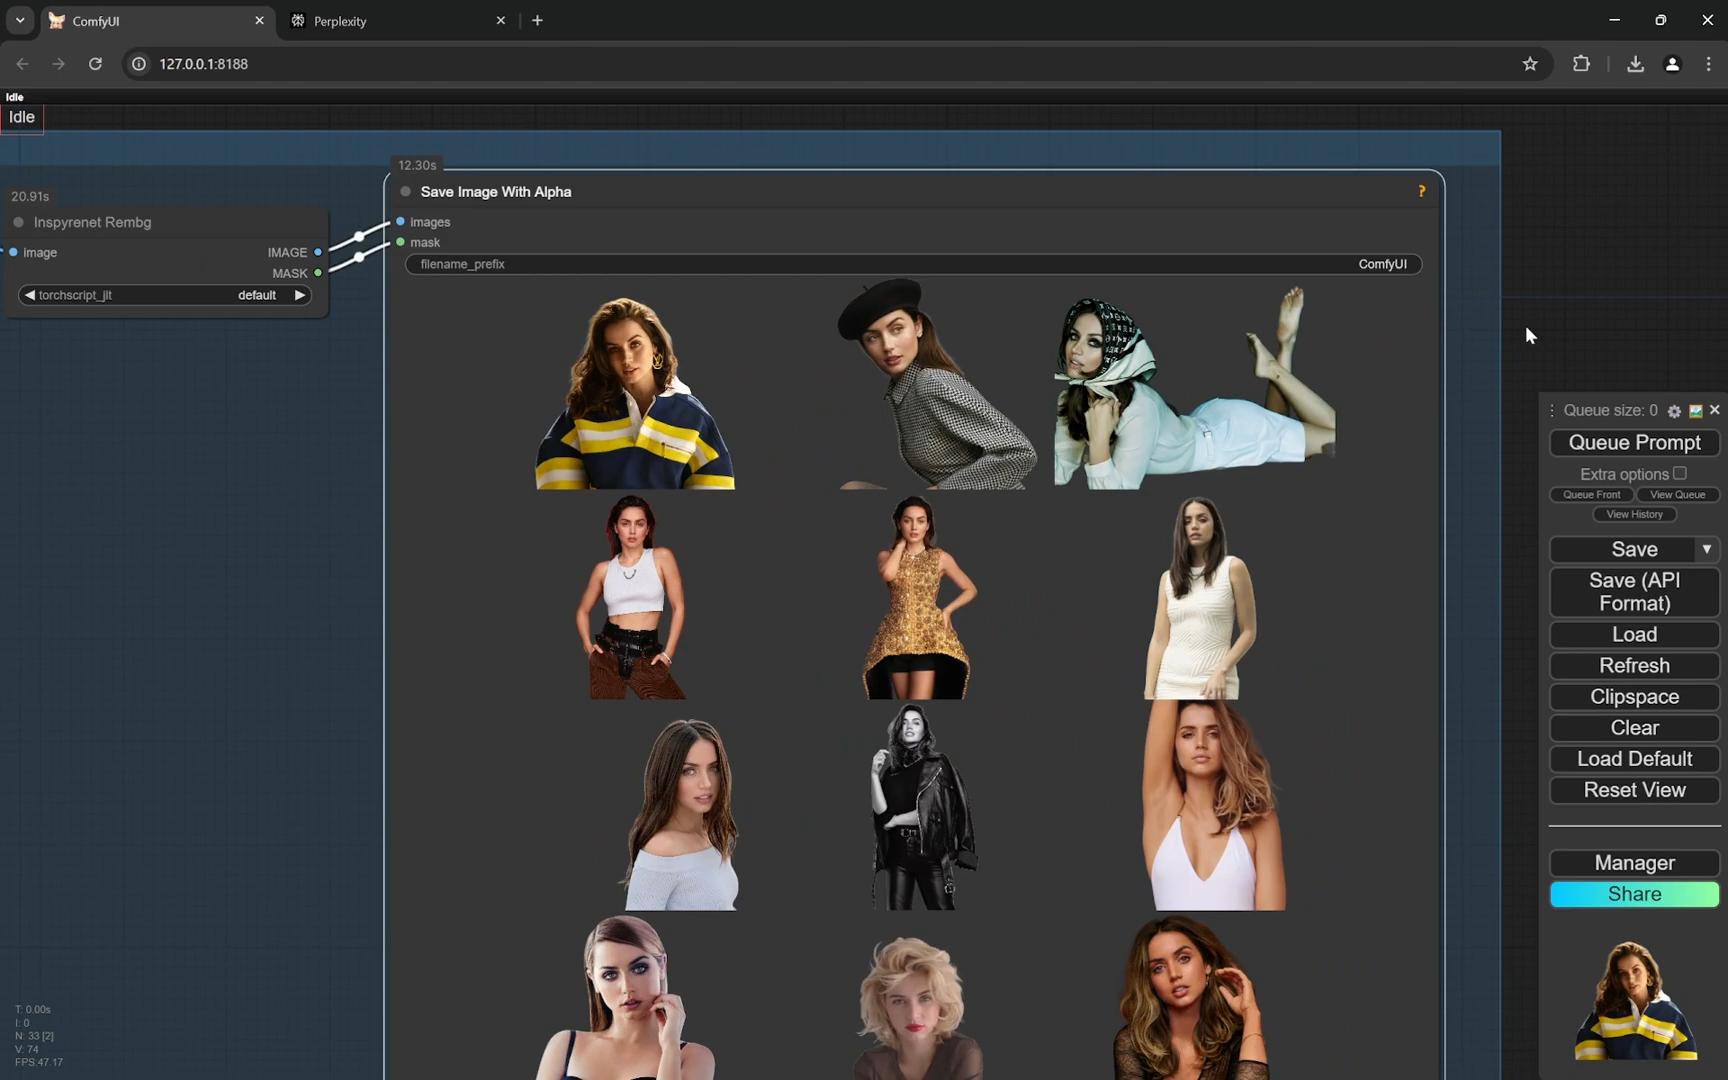 ComfyUI
Perplexity
127.0.0.1:8188
Idle
Idle
12.30s
Save Image With Alpha
?
20.91s
Inspyrenet Rembg
images
mask
image
IMAGE
MASK
filename_prefix
ComfyUI
torchscript_jit
default
Queue size: 0
Queue Prompt
Extra options
Queue Front
View Queue
View History
Save
Save (API
Format)
Load
Refresh
Clipspace
Clear
Load Default
Reset View
Manager
Share
T: 0.00s
I: 0
N: 33 [2]
V: 74
FPS:47.17